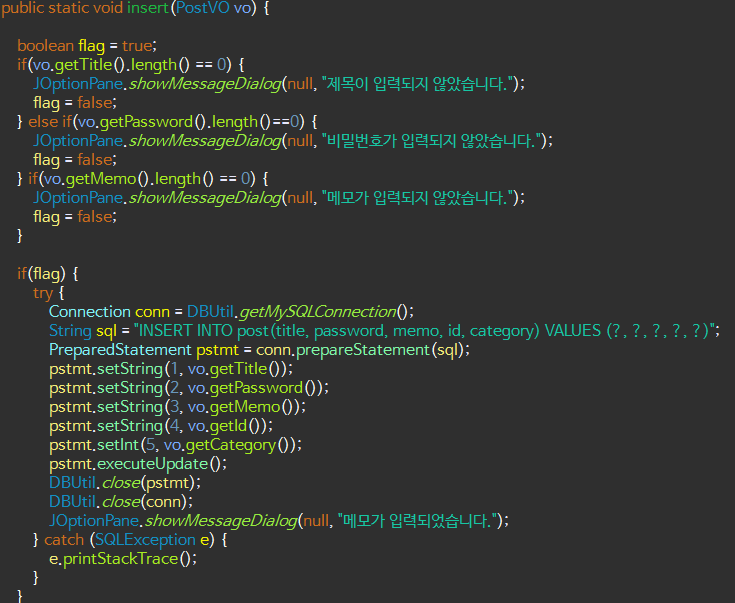 public static void insert(PostVO vo) {
boolean flag = true;
if(vo.getTitle().length() == 0) {
JOptionPane.showMessageDialog(null, "제목이 입력되지 않았습니다.");
flag = false;
} else if(vo.getPassword().length()==0) {
JOptionPane.showMessageDialog(null, "비밀번호가 입력되지 않았습니다.");
flag = false;
} if(vo.getMemo().length() == 0) {
JOptionPane.showMessageDialog(null, "메모가 입력되지 않았습니다.");
flag = false;
}
if(flag) {
try {
Connection conn = DBUtil.getMySQLConnection();
String sql = "INSERT INTO post(title, password, memo, id, category) VALUES (?, ?, ?, ?, ?)";
PreparedStatement pstmt = conn.prepareStatement(sql);
pstmt.setString(1, vo.getTitle());
pstmt.setString(2, vo.getPassword());
pstmt.setString(3, vo.getMemo());
pstmt.setString(4, vo.getId());
pstmt.setInt(5, vo.getCategory());
pstmt.executeUpdate();
DBUtil.close(pstmt);
DBUtil.close(conn);
JOptionPane.showMessageDialog(null, "메모가 입력되었습니다.");
} catch (SQLException e) {
e.printStackTrace();
}
}